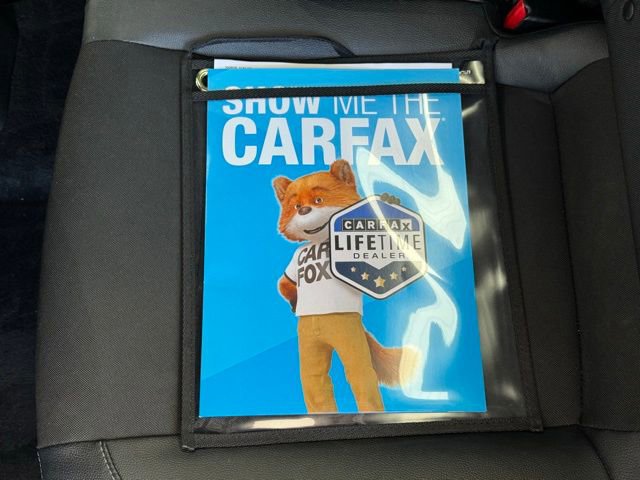 SHOW ME THE
CARFAX®
CARFAX
LIFETIME
DEALER
CAR
FOX